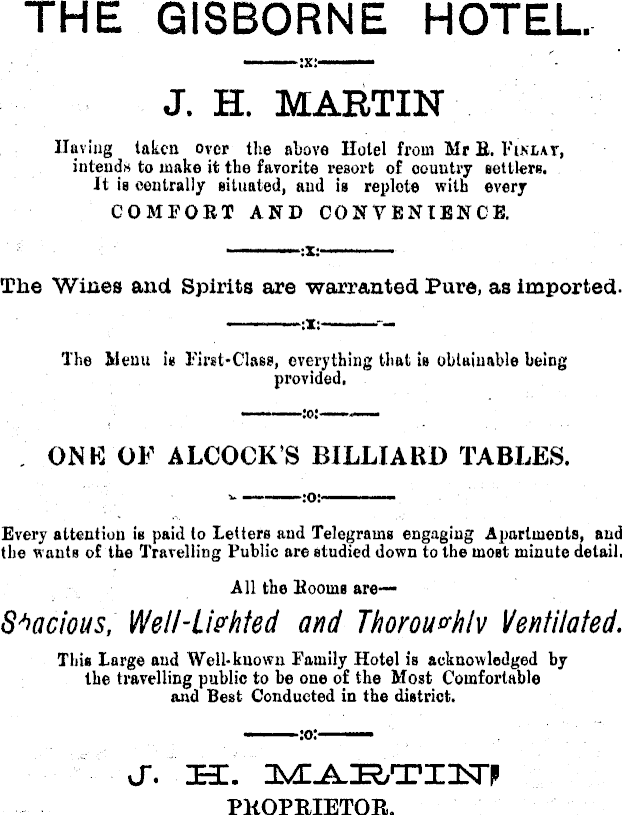 THE GISBORNE HOTEL.
:x:
J. H. MARTIN
Having taken over the above Hotel from Mr R. FINLAY,
intends to make it the favorite resort of country settlers.
It is centrally situated, and is replete with every
COMFORT AND CONVENIENCE.
:x:
The Wines and Spirits are warranted Pure, as imported.
:x:
The Menu is First-Class, everything that is obtainable being
provided.
:o:
ONE OF ALCOCK'S BILLIARD TABLES.
:o:
Every attention is paid to Letters and Telegrams engaging Apartments, and
the wants of the Travelling Public are studied down to the most minute detail.
All the Rooms are—
Spacious, Well-Lighted and Thoroughly Ventilated.
This Large and Well-known Family Hotel is acknowledged by
the travelling public to be one of the Most Comfortable
and Best Conducted in the district.
:o:
J. H. MARTIN,
PROPRIETOR.